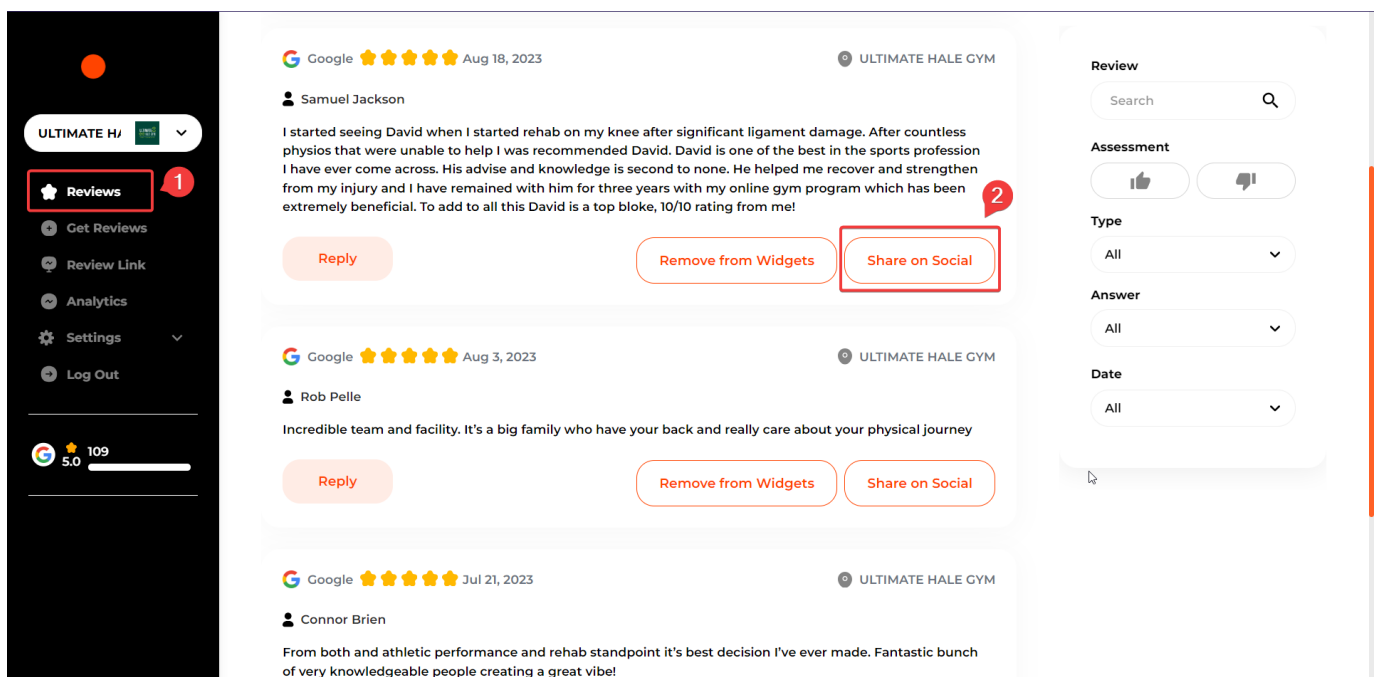 ULTIMATE H
Reviews
1
Get Reviews
Review Link
Analytics
Settings
Log Out
109
5.0
Google Aug 18, 2023 ULTIMATE HALE GYM
Samuel Jackson
I started seeing David when I started rehab on my knee after significant ligament damage. After countless
physios that were unable to help I was recommended David. David is one of the best in the sports profession
I have ever come across. His advise and knowledge is second to none. He helped me recover and strengthen
from my injury and I have remained with him for three years with my online gym program which has been
extremely beneficial. To add to all this David is a top bloke, 10/10 rating from me!
2
Reply Remove from Widgets Share on Social
Google Aug 3, 2023 ULTIMATE HALE GYM
Rob Pelle
Incredible team and facility. It's a big family who have your back and really care about your physical journey
Reply Remove from Widgets Share on Social
Google Jul 21, 2023 ULTIMATE HALE GYM
Connor Brien
From both and athletic performance and rehab standpoint it's best decision I've ever made. Fantastic bunch
of very knowledgeable people creating a great vibe!
Review
Search
Assessment
Type
All
Answer
All
Date
All